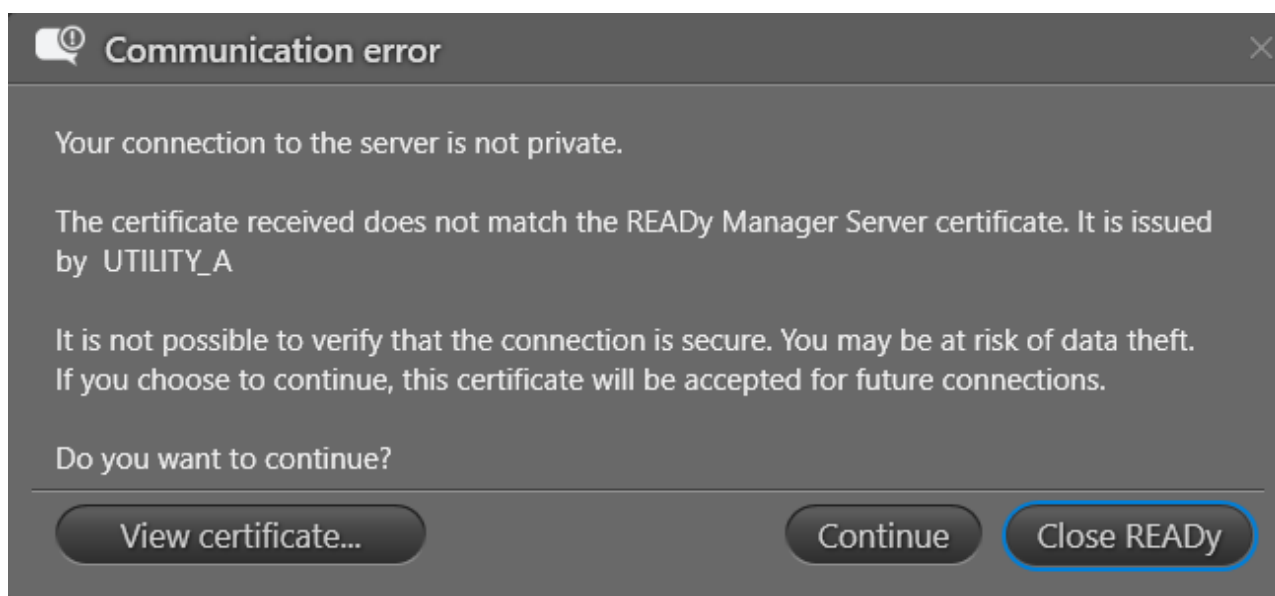 Communication error
Your connection to the server is not private.
The certificate received does not match the READy Manager Server certificate. It is issued
by  UTILITY_A
It is not possible to verify that the connection is secure. You may be at risk of data theft.
If you choose to continue, this certificate will be accepted for future connections.
Do you want to continue?
View certificate...
Continue
Close READy